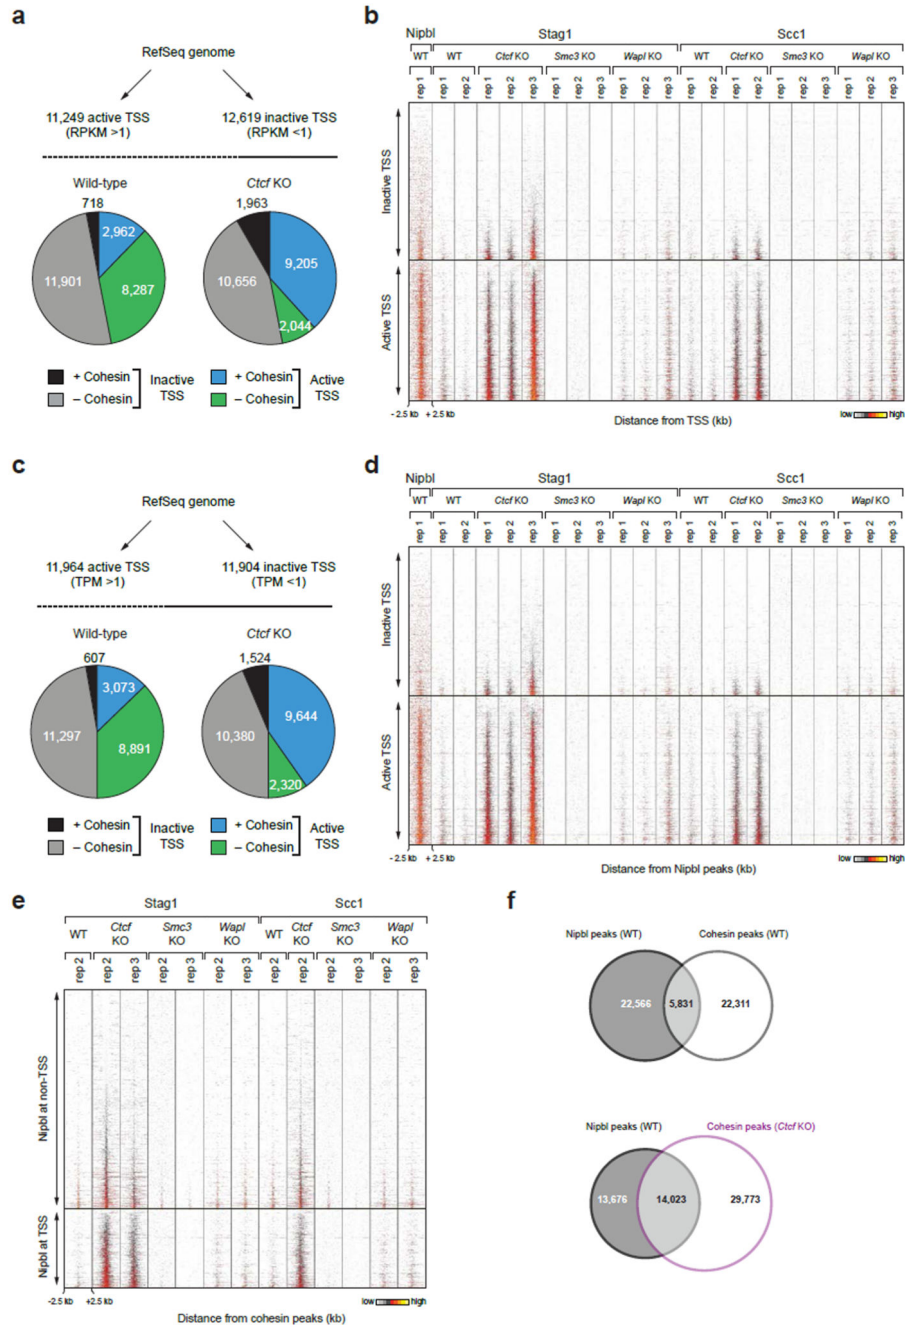 a
RefSeq genome
11,249 active TSS
(RPKM >1)
12,619 inactive TSS
(RPKM <1)
Wild-type
Ctcf KO
718
2,962
11,901
8,287
1,963
9,205
10,656
2,044
+ Cohesin
– Cohesin
Inactive
TSS
+ Cohesin
– Cohesin
Active
TSS
b
Nipbl
Stag1
Scc1
WT
WT
Ctcf KO
Smc3 KO
Wapl KO
WT
Ctcf KO
Smc3 KO
Wapl KO
rep 1
rep 1
rep 2
rep 1
rep 2
rep 3
rep 1
rep 2
rep 3
rep 1
rep 2
rep 3
rep 1
rep 2
rep 1
rep 2
rep 1
rep 2
rep 3
rep 1
rep 2
rep 3
Inactive TSS
Active TSS
- 2.5 kb
+ 2.5 kb
Distance from TSS (kb)
low
high
c
RefSeq genome
11,964 active TSS
(TPM >1)
11,904 inactive TSS
(TPM <1)
Wild-type
Ctcf KO
607
3,073
11,297
8,891
1,524
9,644
10,380
2,320
+ Cohesin
– Cohesin
Inactive
TSS
+ Cohesin
– Cohesin
Active
TSS
d
Nipbl
Stag1
Scc1
WT
WT
Ctcf KO
Smc3 KO
Wapl KO
WT
Ctcf KO
Smc3 KO
Wapl KO
rep 1
rep 1
rep 2
rep 1
rep 2
rep 3
rep 1
rep 2
rep 3
rep 1
rep 2
rep 3
rep 1
rep 2
rep 1
rep 2
rep 1
rep 2
rep 3
rep 1
rep 2
rep 3
Inactive TSS
Active TSS
- 2.5 kb
+ 2.5 kb
Distance from Nipbl peaks (kb)
low
high
e
Stag1
Scc1
WT
Ctcf
KO
Smc3
KO
Wapl
KO
WT
Ctcf
KO
Smc3
KO
Wapl
KO
rep 2
rep 2
rep 3
rep 2
rep 3
rep 2
rep 3
rep 2
rep 2
rep 2
rep 3
rep 2
rep 3
Nipbl at non-TSS
Nipbl at TSS
-2.5 kb
+2.5 kb
Distance from cohesin peaks (kb)
low
high
f
Nipbl peaks (WT)
Cohesin peaks (WT)
22,566
5,831
22,311
Nipbl peaks (WT)
Cohesin peaks (Ctcf KO)
13,676
14,023
29,773